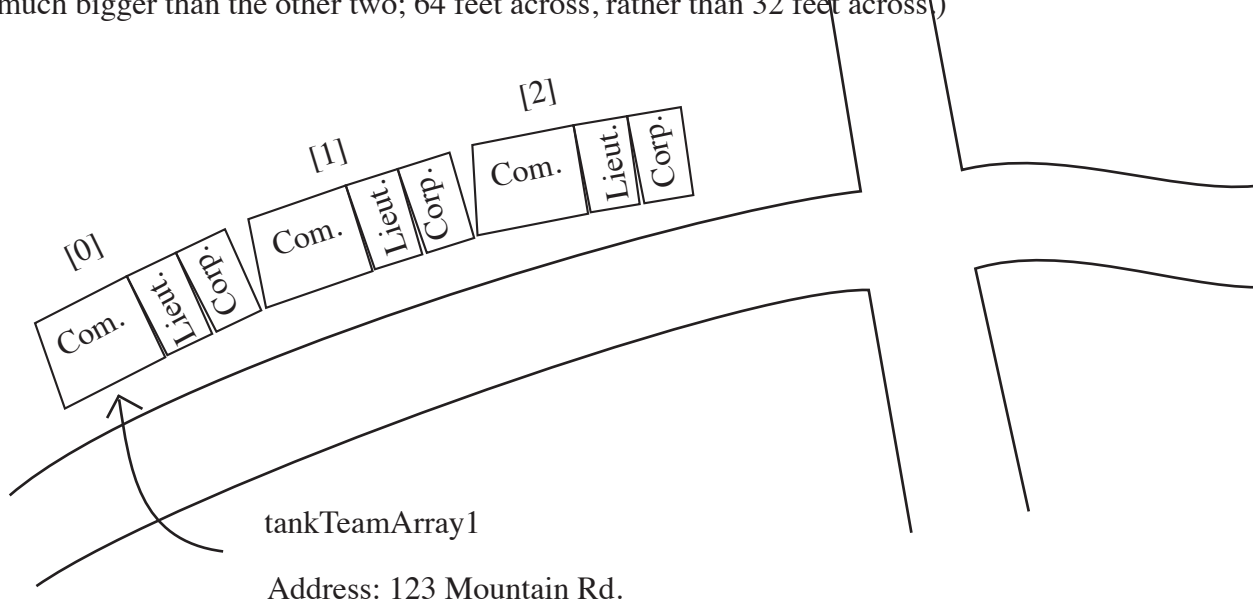 much bigger than the other two; 64 feet across, rather than 32 feet across.)
[2]
[1]
[0]
Com. Lieut. Corp.
Com. Lieut. Corp.
Com. Lieut. Corp.
tankTeamArray1
Address: 123 Mountain Rd.